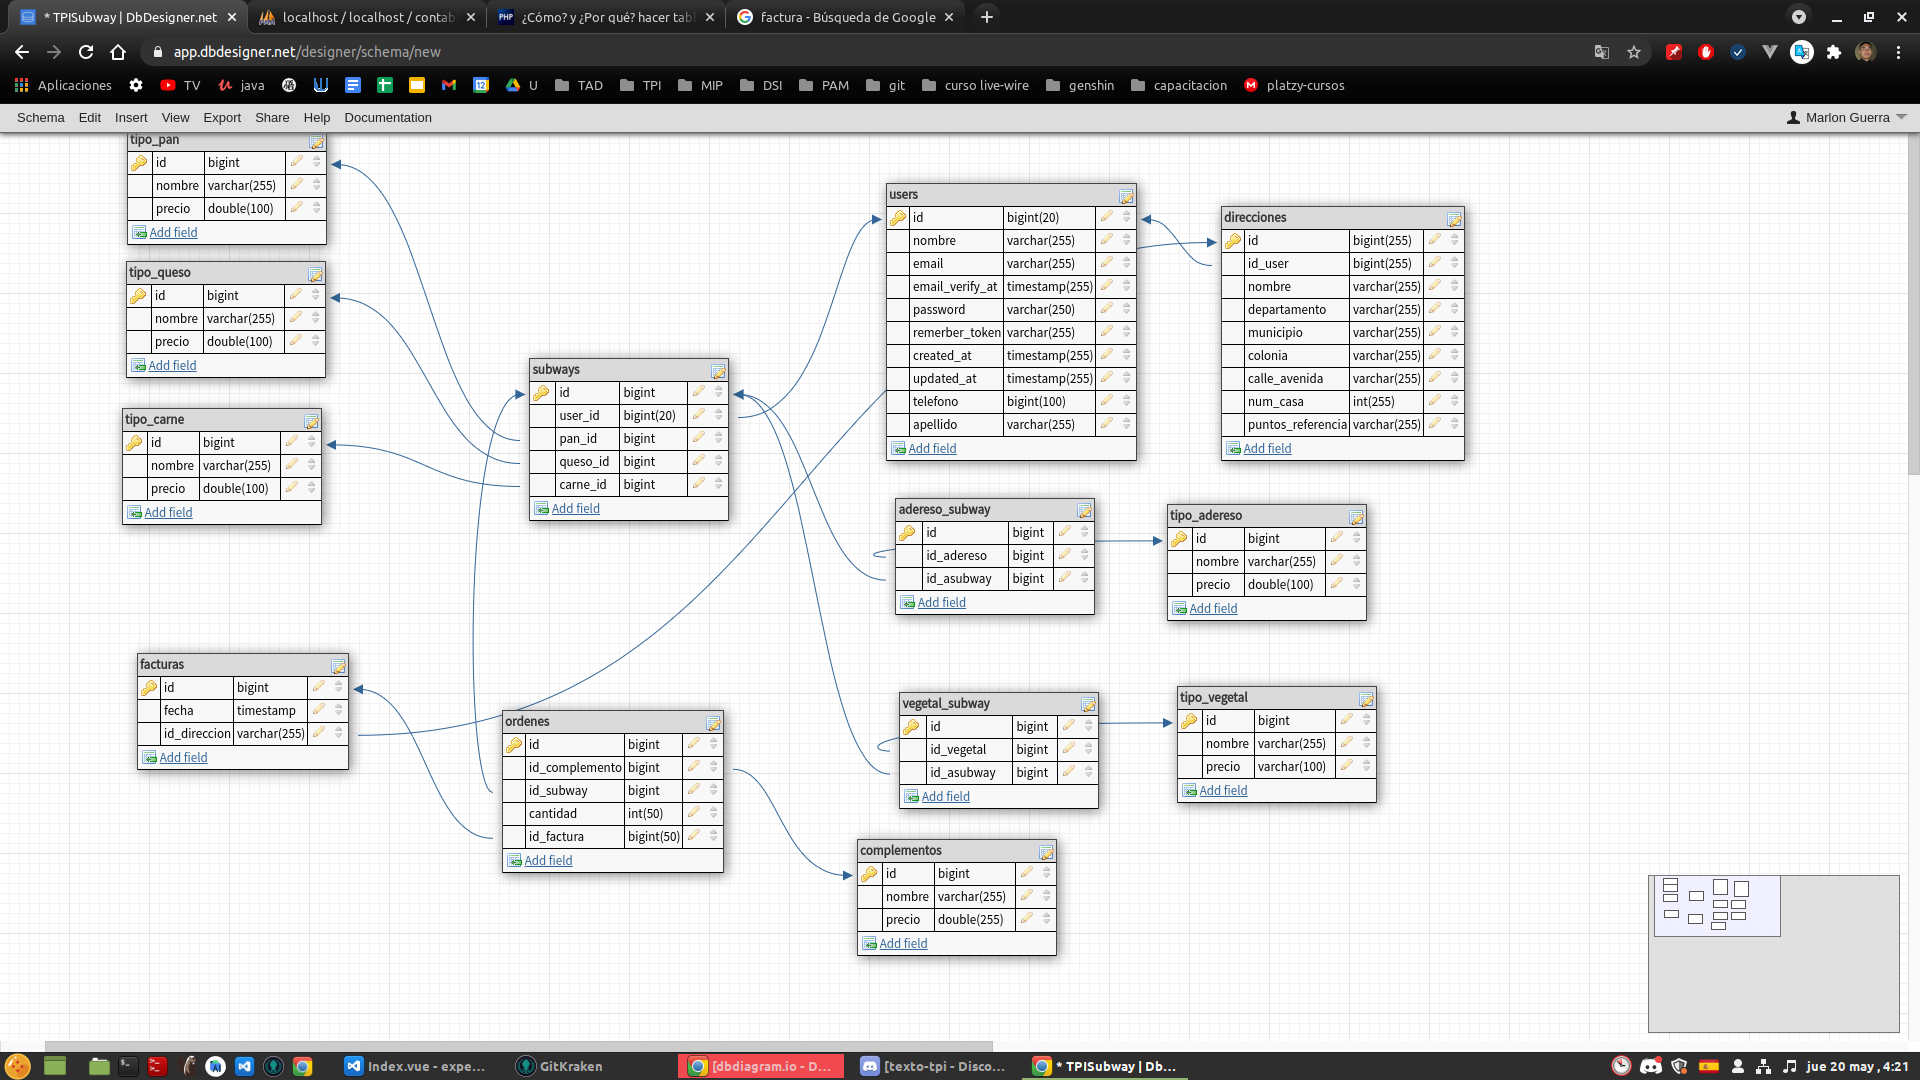 * TPISubway | DbDesigner.net
localhost / localhost / contab
PHP ¿Cómo? y ¿Por qué? hacer tabl
factura - Búsqueda de Google
app.dbdesigner.net/designer/schema/new
Aplicaciones TV java 12 U TAD TPI MIP DSI PAM git curso live-wire genshin capacitacion platzy-cursos
Schema Edit Insert View Export Share Help Documentation Marlon Guerra
tipo_pan
id bigint
nombre varchar(255)
precio double(100)
Add field
tipo_queso
id bigint
nombre varchar(255)
precio double(100)
Add field
tipo_carne
id bigint
nombre varchar(255)
precio double(100)
Add field
subways
id bigint
user_id bigint(20)
pan_id bigint
queso_id bigint
carne_id bigint
Add field
users
id bigint(20)
nombre varchar(255)
email varchar(255)
email_verify_at timestamp(255)
password varchar(250)
remerber_token varchar(255)
created_at timestamp(255)
updated_at timestamp(255)
telefono bigint(100)
apellido varchar(255)
Add field
direcciones
id bigint(255)
id_user bigint(255)
nombre varchar(255)
departamento varchar(255)
municipio varchar(255)
colonia varchar(255)
calle_avenida varchar(255)
num_casa int(255)
puntos_referencia varchar(255)
Add field
adereso_subway
id bigint
id_adereso bigint
id_asubway bigint
Add field
tipo_adereso
id bigint
nombre varchar(255)
precio double(100)
Add field
facturas
id bigint
fecha timestamp
id_direccion varchar(255)
Add field
ordenes
id bigint
id_complemento bigint
id_subway bigint
cantidad int(50)
id_factura bigint(50)
Add field
vegetal_subway
id bigint
id_vegetal bigint
id_asubway bigint
Add field
tipo_vegetal
id bigint
nombre varchar(255)
precio varchar(100)
Add field
complementos
id bigint
nombre varchar(255)
precio double(255)
Add field
Index.vue - expe...
GitKraken
[dbdiagram.io - D...
[texto-tpi - Disco...
* TPISubway | Db...
jue 20 may , 4:21